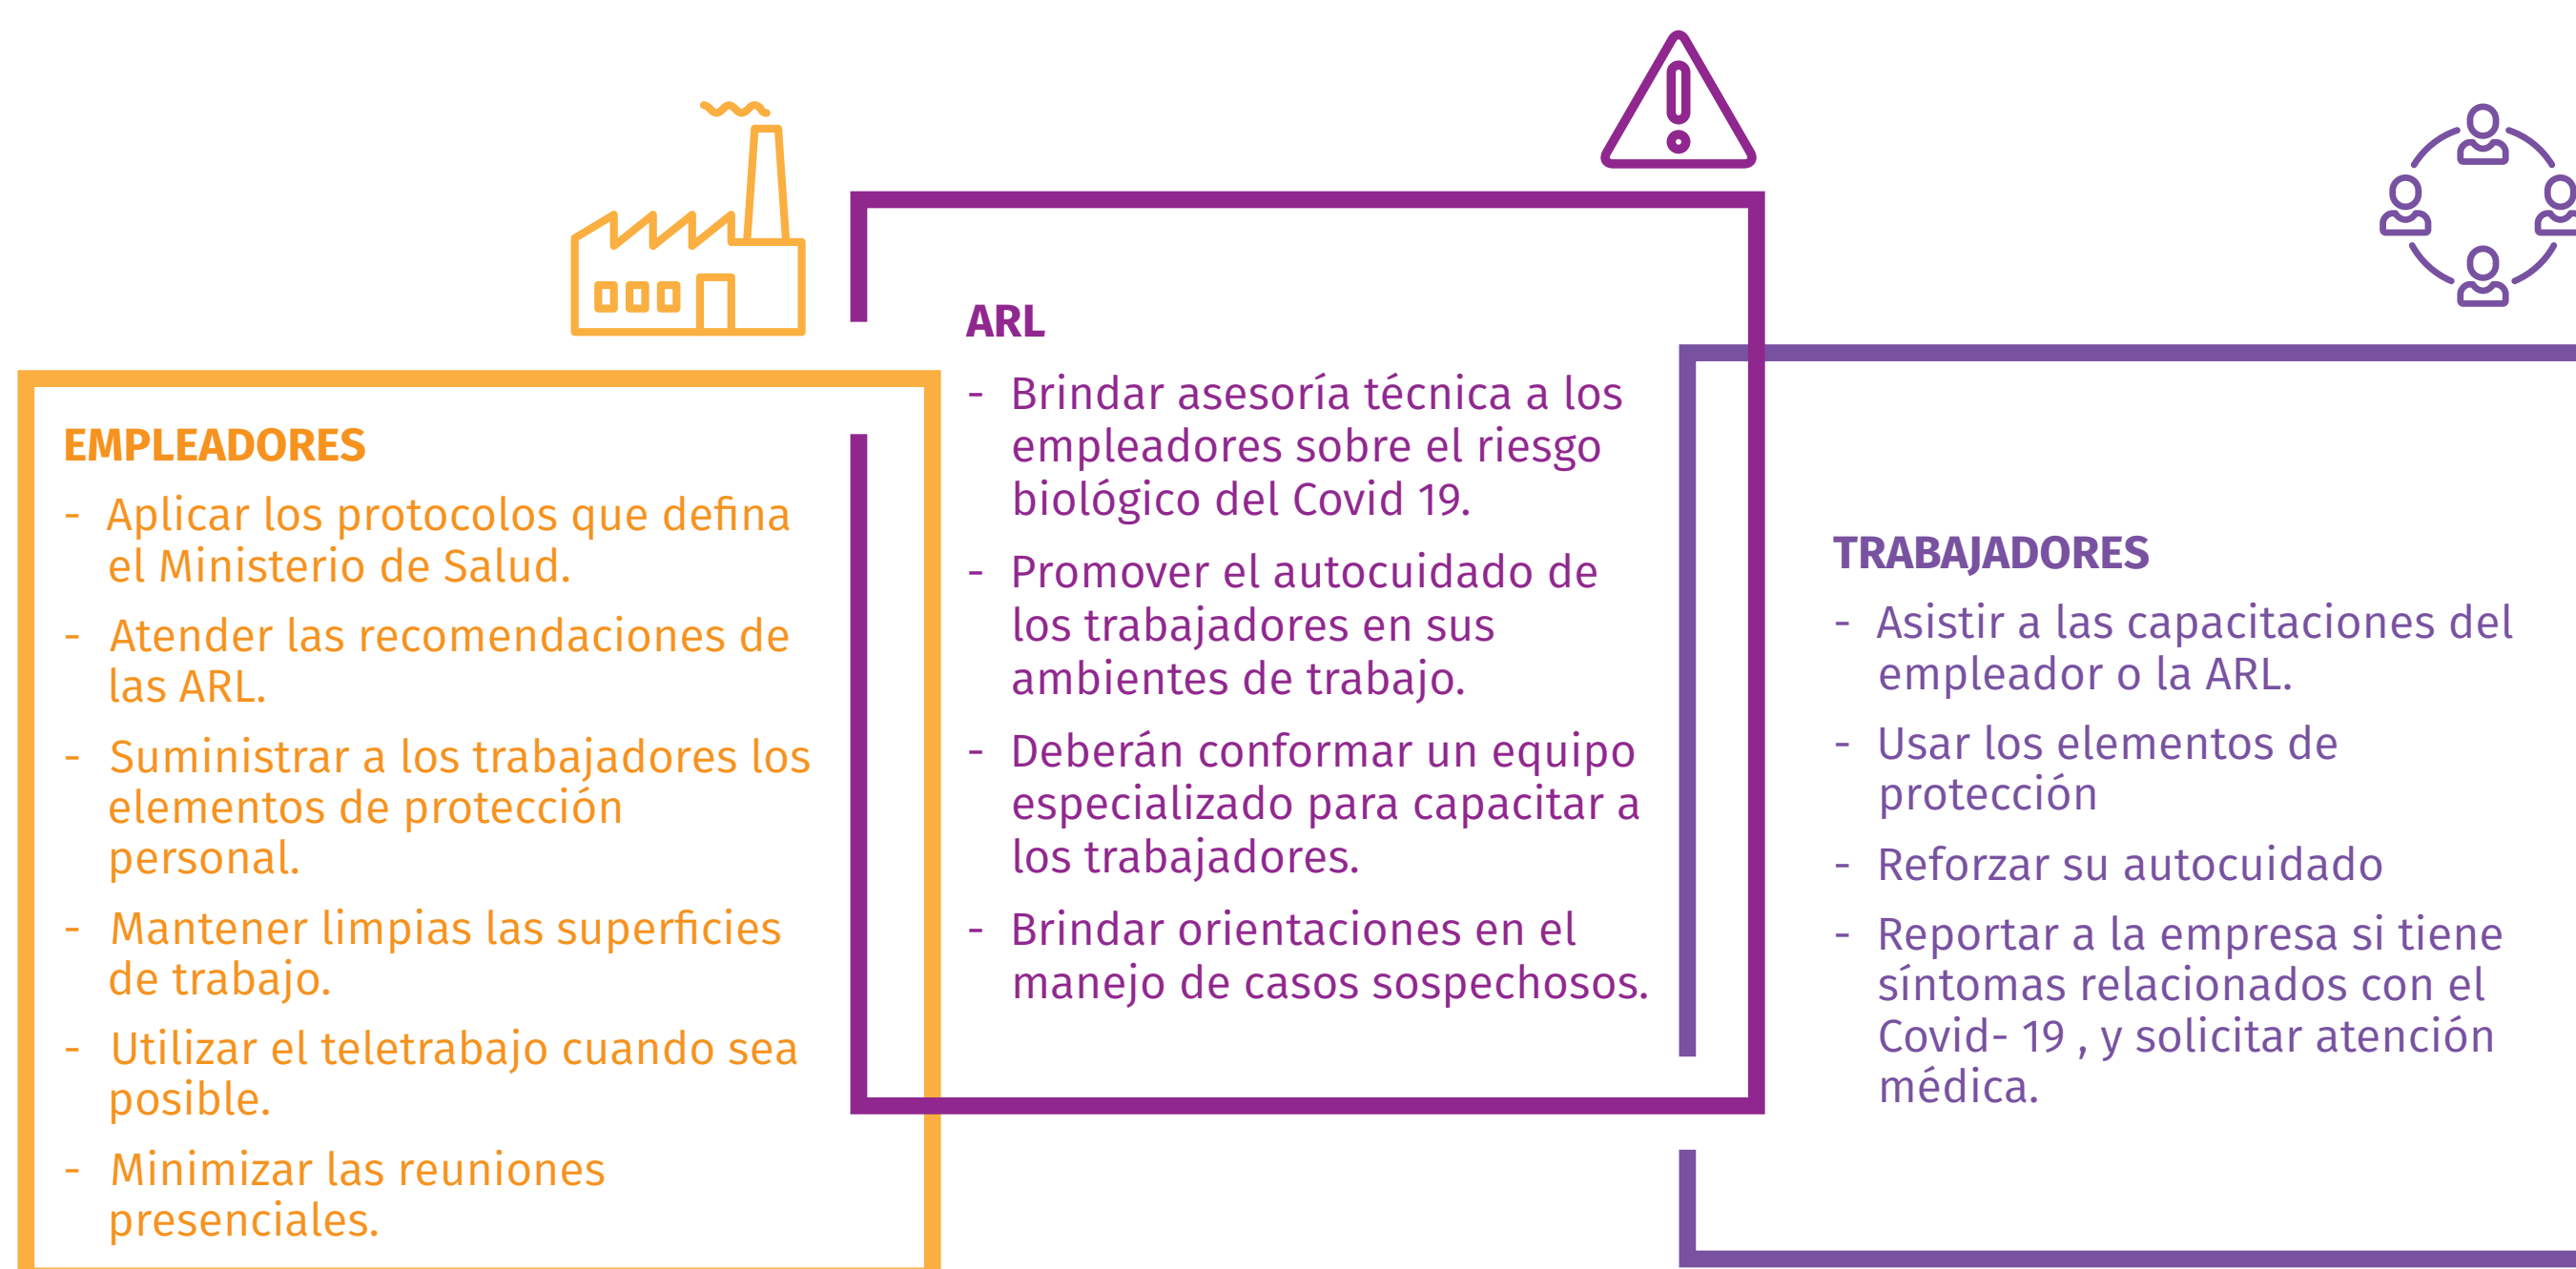 EMPLEADORES
- Aplicar los protocolos que defina
el Ministerio de Salud.
- Atender las recomendaciones de
las ARL.
- Suministrar a los trabajadores los
elementos de protección
personal.
- Mantener limpias las superficies
de trabajo.
- Utilizar el teletrabajo cuando sea
posible.
- Minimizar las reuniones
presenciales.
ARL
- Brindar asesoría técnica a los
empleadores sobre el riesgo
biológico del Covid 19.
- Promover el autocuidado de
los trabajadores en sus
ambientes de trabajo.
- Deberán conformar un equipo
especializado para capacitar a
los trabajadores.
- Brindar orientaciones en el
manejo de casos sospechosos.
TRABAJADORES
- Asistir a las capacitaciones del
empleador o la ARL.
- Usar los elementos de
protección
- Reforzar su autocuidado
- Reportar a la empresa si tiene
síntomas relacionados con el
Covid- 19 , y solicitar atención
médica.